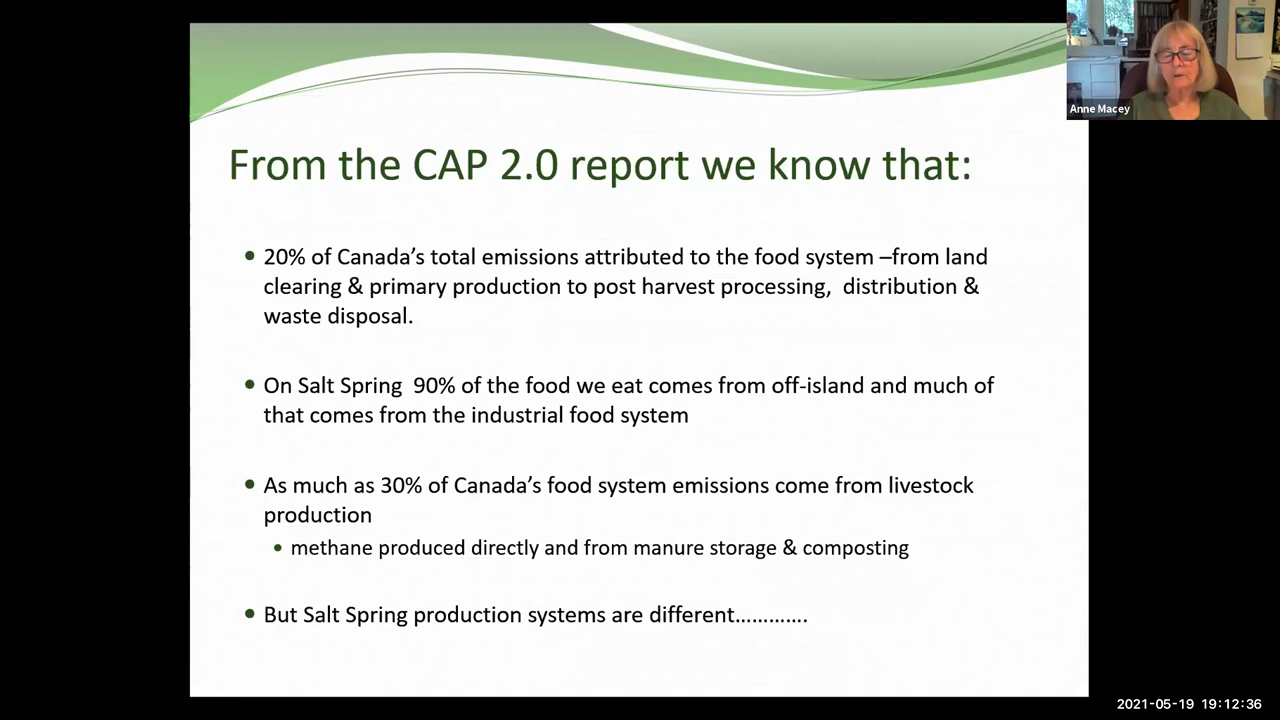 Anne Macey
From the CAP 2.0 report we know that:
• 20% of Canada’s total emissions attributed to the food system –from land
clearing & primary production to post harvest processing,  distribution &
waste disposal.
• On Salt Spring  90% of the food we eat comes from off-island and much of
that comes from the industrial food system
• As much as 30% of Canada’s food system emissions come from livestock
production
• methane produced directly and from manure storage & composting
• But Salt Spring production systems are different………….
2021-05-19 19:12:36